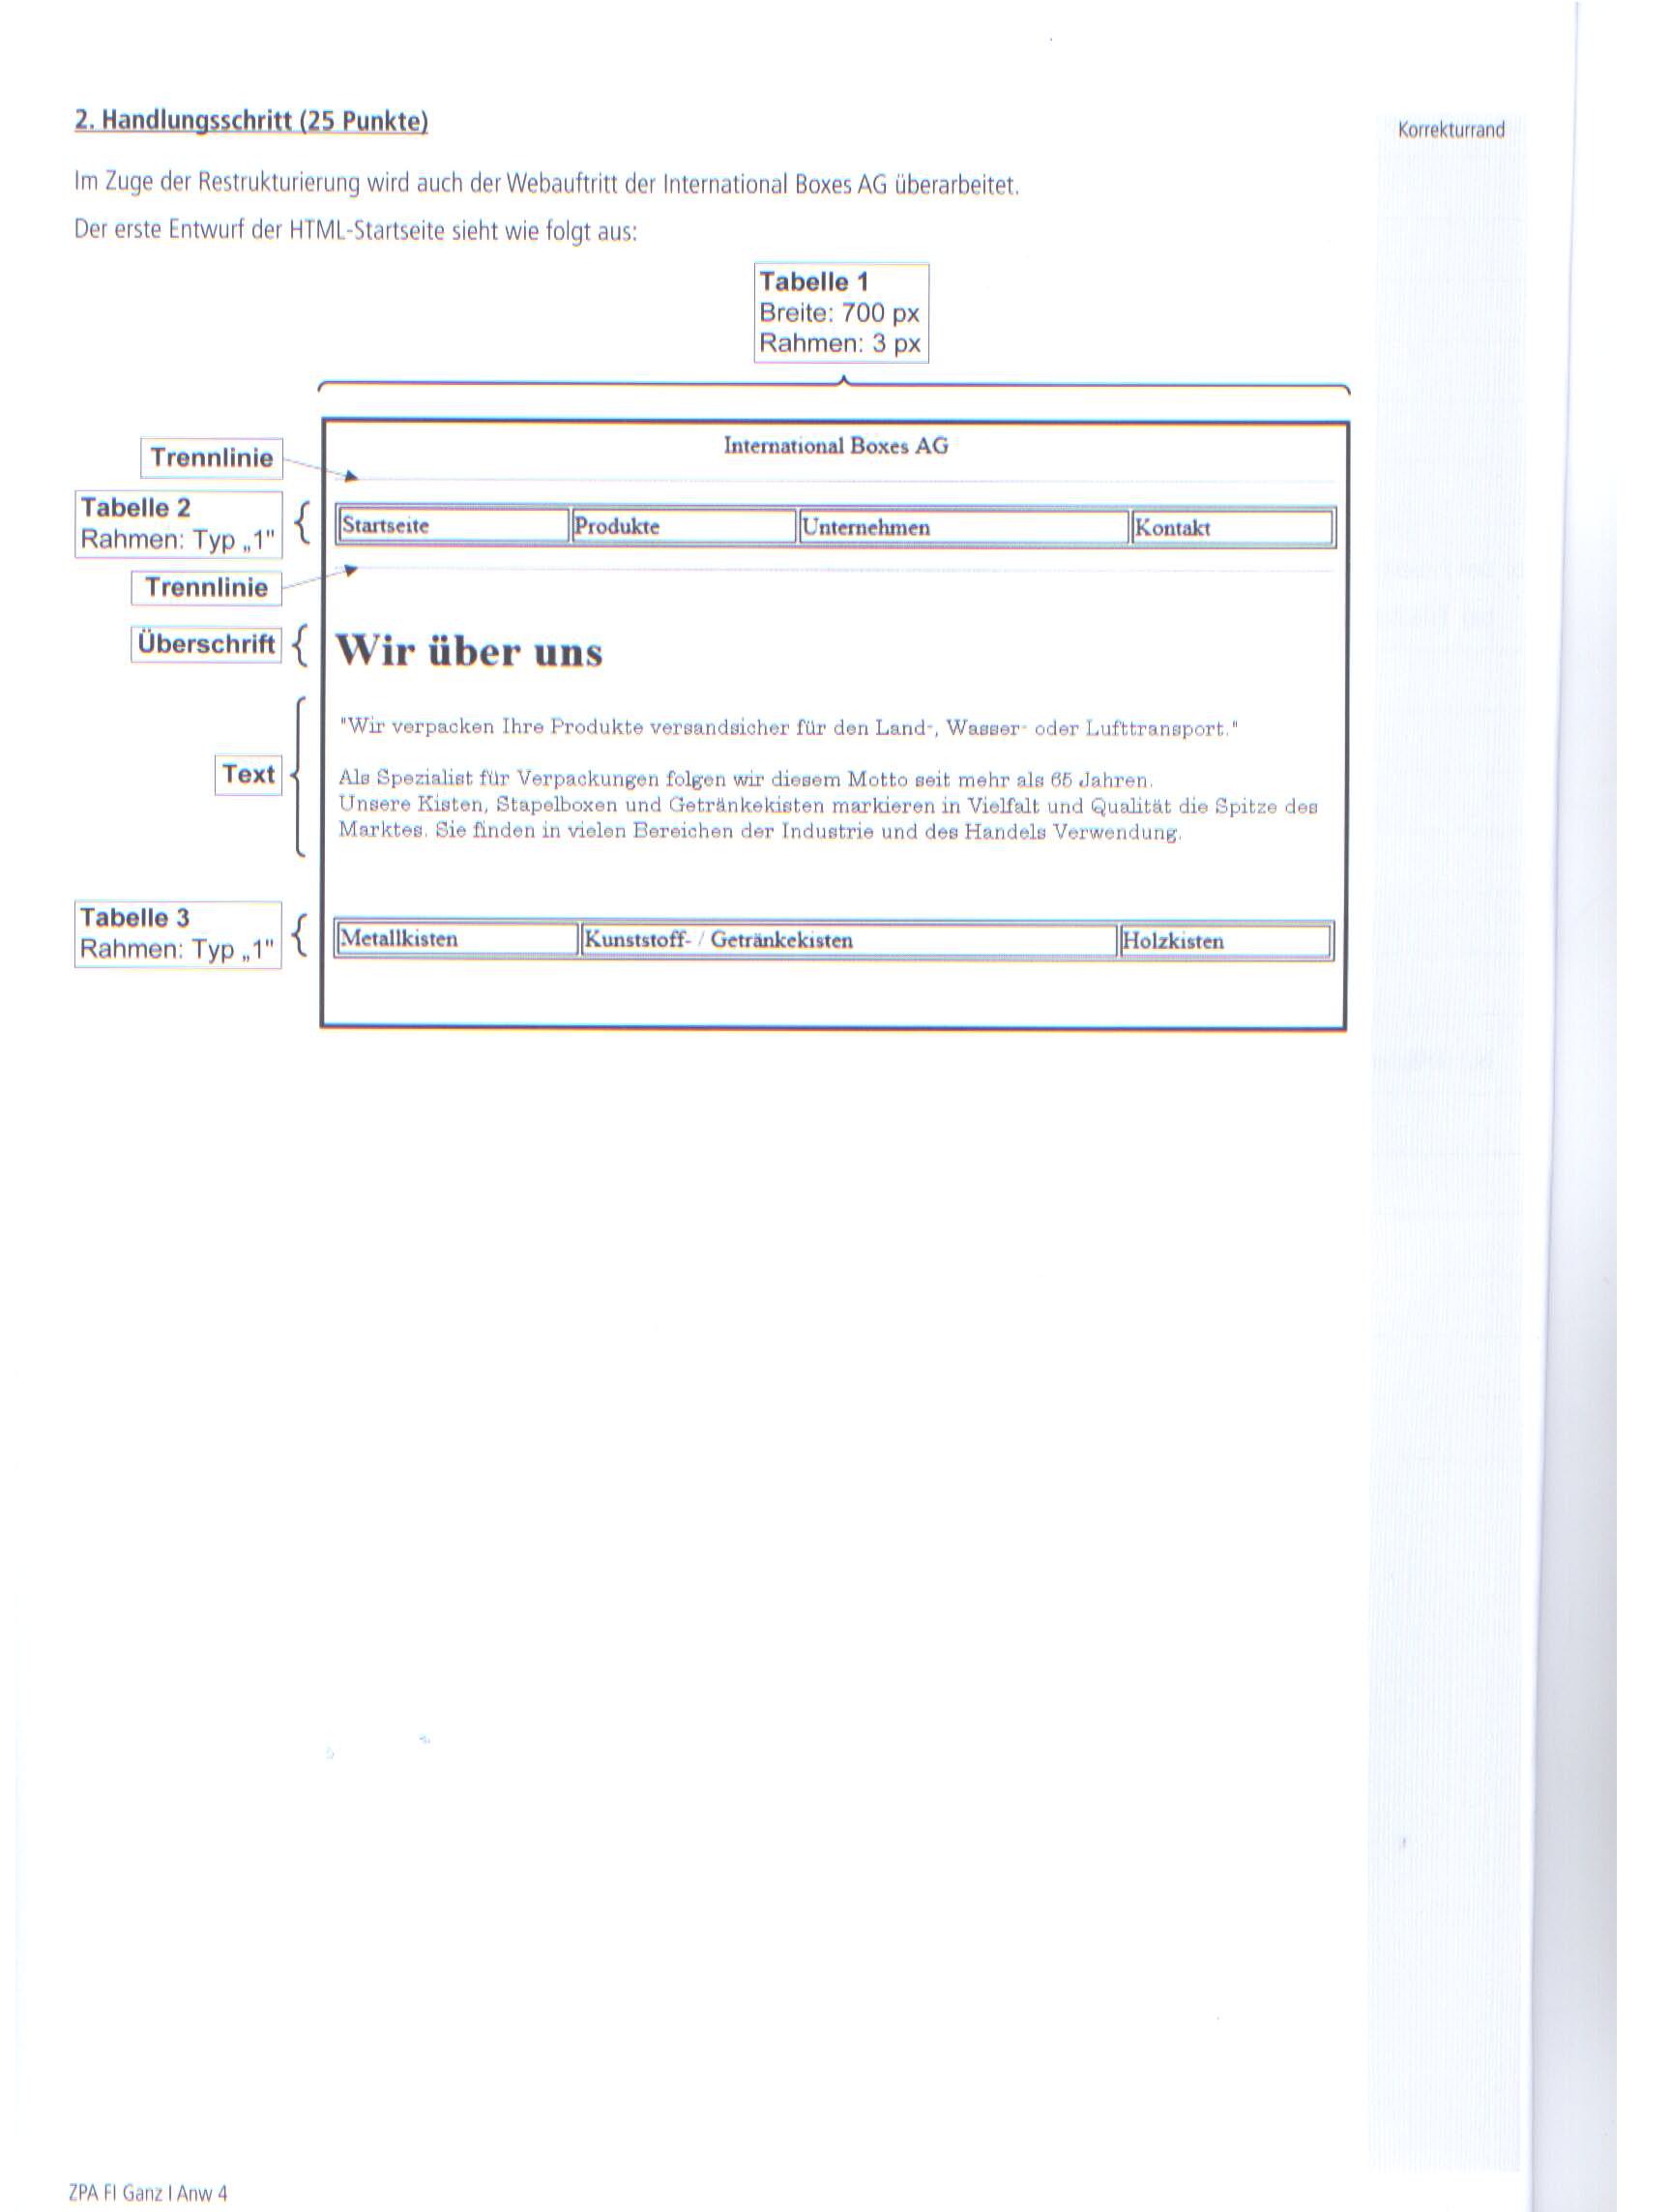 2. Handlungsschritt (25 Punkte)
Korrekturrand
Im Zuge der Restrukturierung wird auch der Webauftritt der International Boxes AG überarbeitet.
Der erste Entwurf der HTML-Startseite sieht wie folgt aus:
Tabelle 1
Breite: 700 px
Rahmen: 3 px
International Boxes AG
Trennlinie
Tabelle 2
Rahmen: Typ „1"
Startseite Produkte Unternehmen Kontakt
Trennlinie
Überschrift
Wir über uns
Text
"Wir verpacken Ihre Produkte versandsicher für den Land-, Wasser- oder Lufttransport."
Als Spezialist für Verpackungen folgen wir diesem Motto seit mehr als 65 Jahren.
Unsere Kisten, Stapelboxen und Getränkekisten markieren in Vielfalt und Qualität die Spitze des
Marktes. Sie finden in vielen Bereichen der Industrie und des Handels Verwendung.
Tabelle 3
Rahmen: Typ „1"
Metallkisten Kunststoff- / Getränkekisten Holzkisten
ZPA FI Ganz I Anw 4